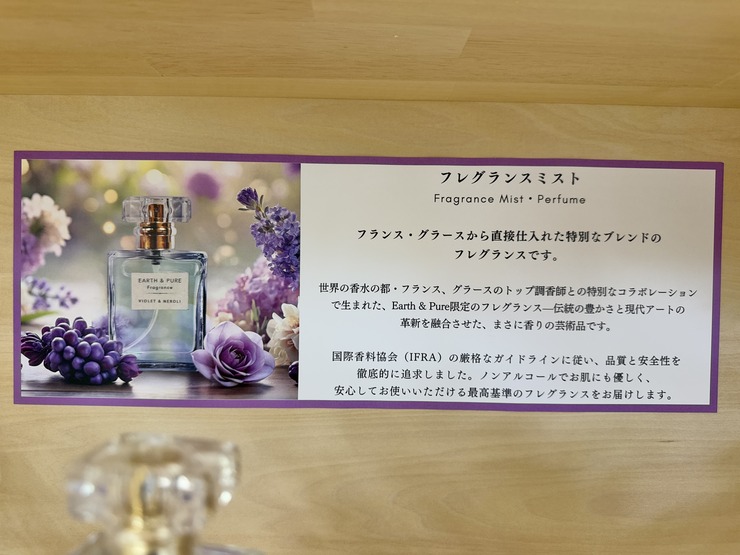 EARTH & PURE
Fragrance
VIOLET & NEROLI
フレグランスミスト
Fragrance Mist • Perfume
フランス・グラースから直接仕入れた特別なブレンドの
フレグランスです。
世界の香水の都・フランス、グラースのトップ調香師との特別なコラボレーション
で生まれた、Earth & Pure限定のフレグランス—伝統の豊かさと現代アートの
革新を融合させた、まさに香りの芸術品です。
国際香料協会（IFRA）の厳格なガイドラインに従い、品質と安全性を
徹底的に追求しました。ノンアルコールでお肌にも優しく、
安心してお使いいただける最高基準のフレグランスをお届けします。